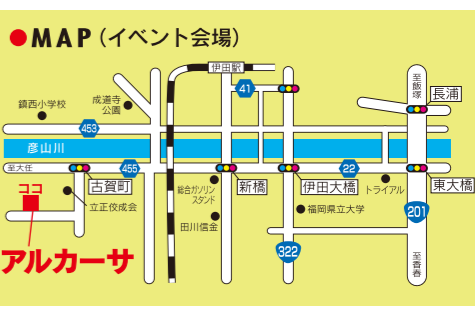 ●MAP（イベント会場）
伊田駅
至飯塚
41
長浦
鎮西小学校
成道寺
公園
453
彦山川
至大任
455
22
古賀町
総合ガソリン
スタンド
新橋
伊田大橋
トライアル
東大橋
ココ
立正佼成会
田川信金
福岡県立大学
201
アルカーサ
322
至香春